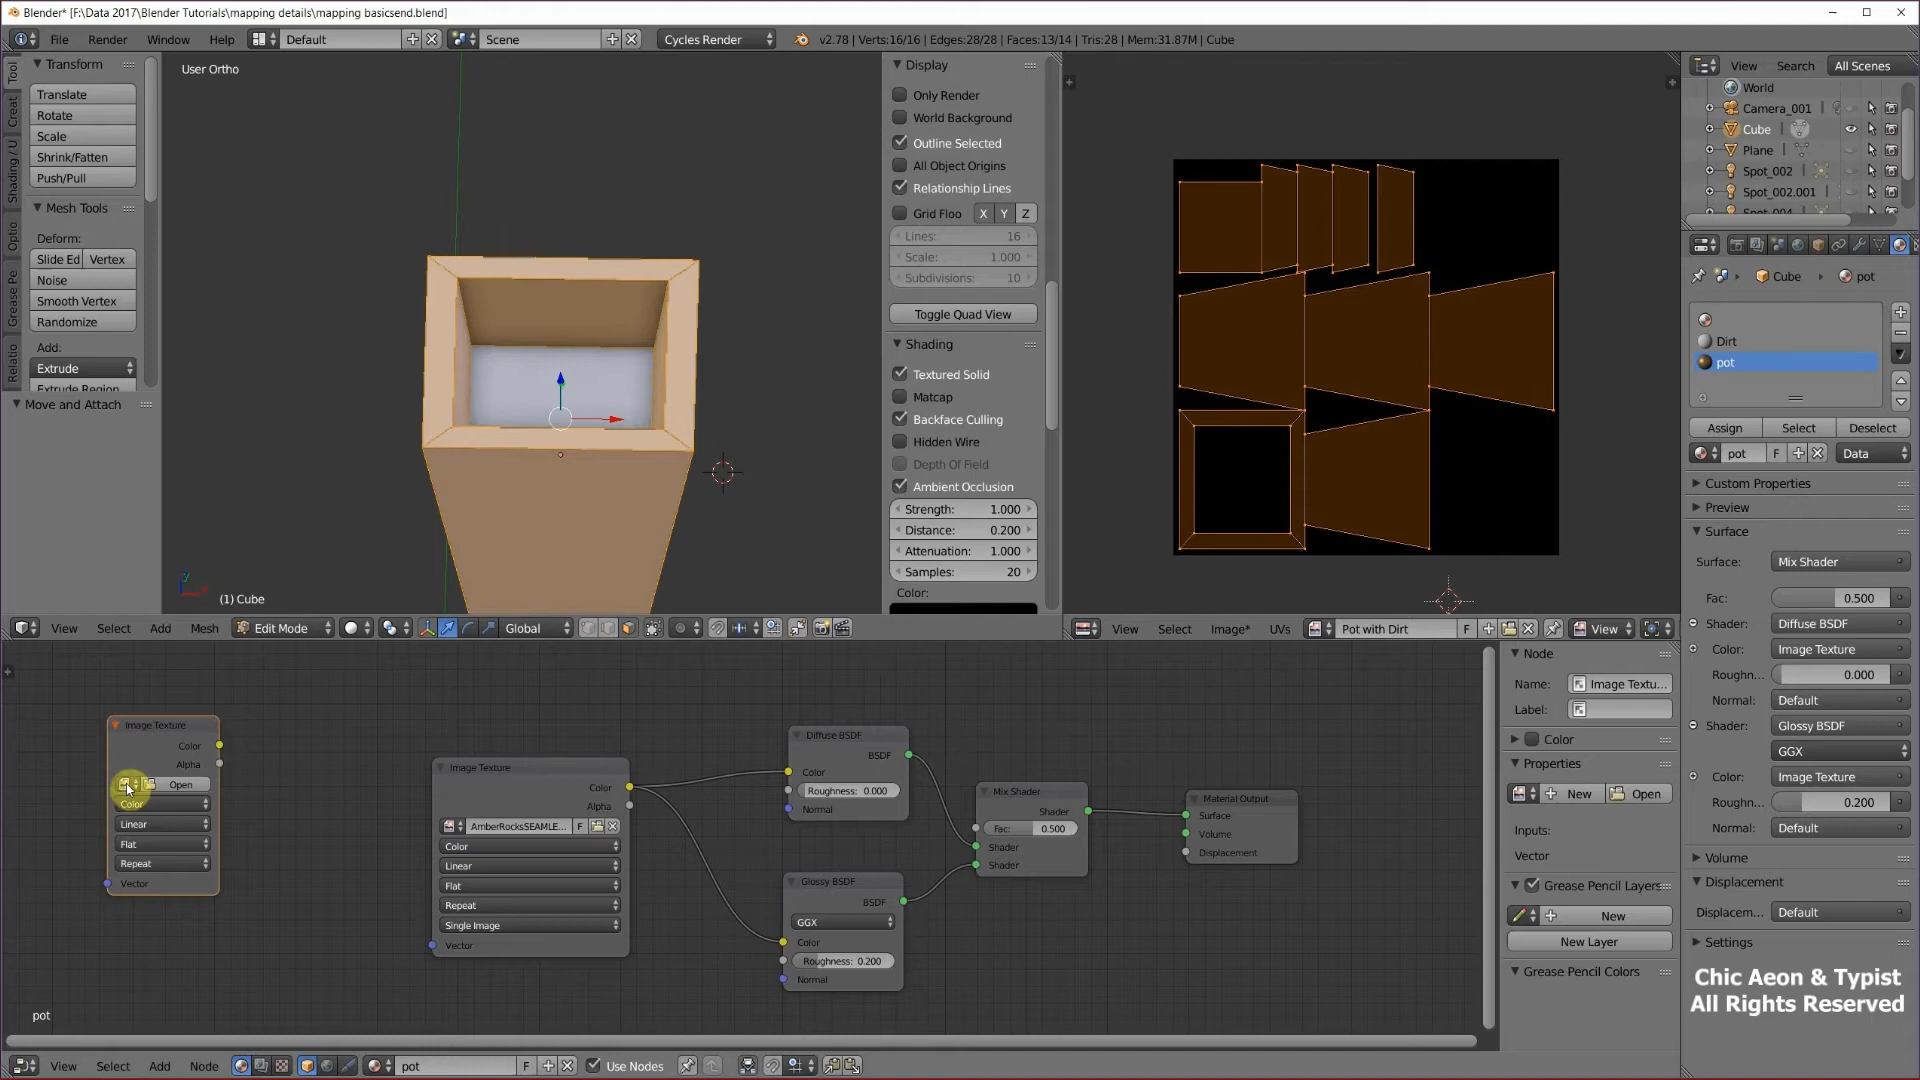 Blender* [F:\Data 2017\Blender Tutorials\mapping details\mapping basicsend.blend]
File Render Window Help Default Scene Cycles Render v2.78 | Verts:16/16 | Edges:28/28 | Faces:13/14 | Tris:28 | Mem:31.87M | Cube
Tool
Creat
Shading / U
Optio
Grease Pe
Relatio
Transform
Translate
Rotate
Scale
Shrink/Fatten
Push/Pull
Mesh Tools
Deform:
Slide Ed Vertex
Noise
Smooth Vertex
Randomize
Add:
Extrude
Extrude Region
Move and Attach
User Ortho
(1) Cube
Display
Only Render
World Background
Outline Selected
All Object Origins
Relationship Lines
Grid Floo X Y Z
Lines: 16
Scale: 1.000
Subdivisions: 10
Toggle Quad View
Shading
Textured Solid
Matcap
Backface Culling
Hidden Wire
Depth Of Field
Ambient Occlusion
Strength: 1.000
Distance: 0.200
Attenuation: 1.000
Samples: 20
Color:
View Select Add Mesh Edit Mode Global
View Select Image* UVs Pot with Dirt F View
View Search All Scenes
World
Camera_001
Cube
Plane
Spot_002
Spot_002.001
Spot_004
Cube pot
Dirt
pot
Assign Select Deselect
pot F Data
Custom Properties
Preview
Surface
Surface: Mix Shader
Fac: 0.500
Shader: Diffuse BSDF
Color: Image Texture
Roughn... 0.000
Normal: Default
Shader: Glossy BSDF
GGX
Color: Image Texture
Roughn... 0.200
Normal: Default
Volume
Displacement
Displacem... Default
Settings
Chic Aeon & Typist
All Rights Reserved
Image Texture
Color
Alpha
Open
Color
Linear
Flat
Repeat
Vector
Image Texture
Color
Alpha
AmberRocksSEAMLE... F
Color
Linear
Flat
Repeat
Single Image
Vector
Diffuse BSDF
BSDF
Color
Roughness: 0.000
Normal
Glossy BSDF
BSDF
GGX
Color
Roughness: 0.200
Normal
Mix Shader
Shader
Fac: 0.500
Shader
Shader
Material Output
Surface
Volume
Displacement
Node
Name: Image Textu...
Label:
Color
Properties
New Open
Inputs:
Vector
Grease Pencil Layers
New
New Layer
Grease Pencil Colors
pot
View Select Add Node pot F Use Nodes